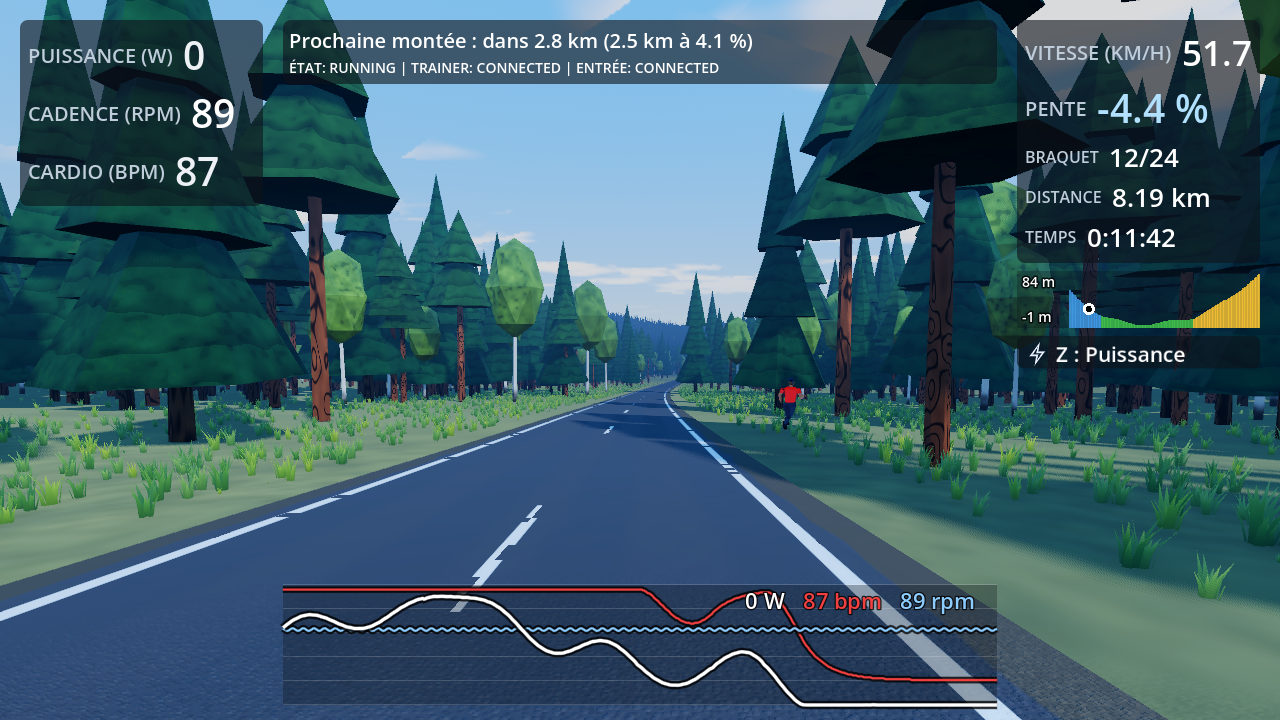 PUISSANCE (W) 0
CADENCE (RPM) 89
CARDIO (BPM) 87
Prochaine montée : dans 2.8 km (2.5 km à 4.1 %)
ÉTAT: RUNNING | TRAINER: CONNECTED | ENTRÉE: CONNECTED
VITESSE (KM/H) 51.7
PENTE -4.4 %
BRAQUET 12/24
DISTANCE 8.19 km
TEMPS 0:11:42
84 m
-1 m
Z : Puissance
0 W 87 bpm 89 rpm